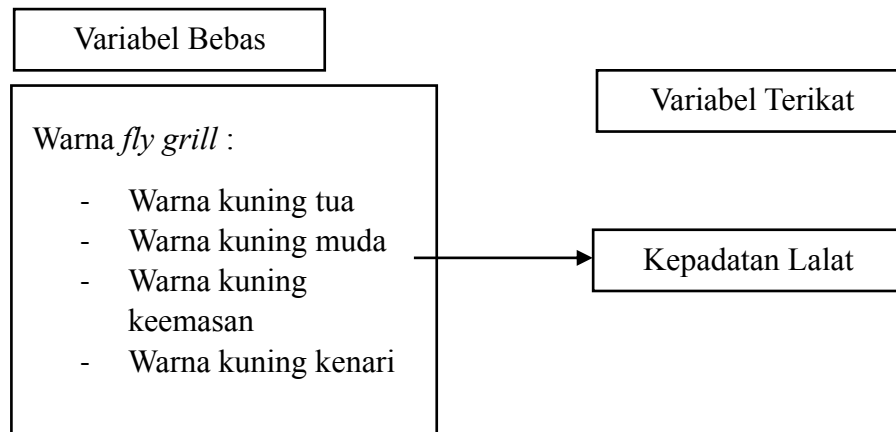 Variabel Bebas
Variabel Terikat
Warna fly grill :
- Warna kuning tua
- Warna kuning muda
- Warna kuning
keemasan
- Warna kuning kenari
Kepadatan Lalat